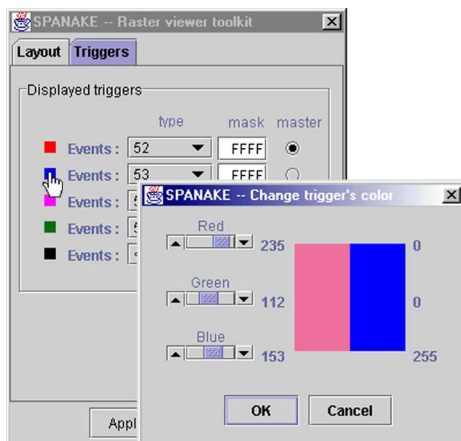 SPANAKE -- Raster viewer toolkit
Layout Triggers
Displayed triggers
type mask master
Events : 52 FFFF
Events : 53 FFFF
Events :
Events :
Events :
Appl
SPANAKE -- Change trigger's color
Red
235 0
Green
112 0
Blue
153 255
OK Cancel